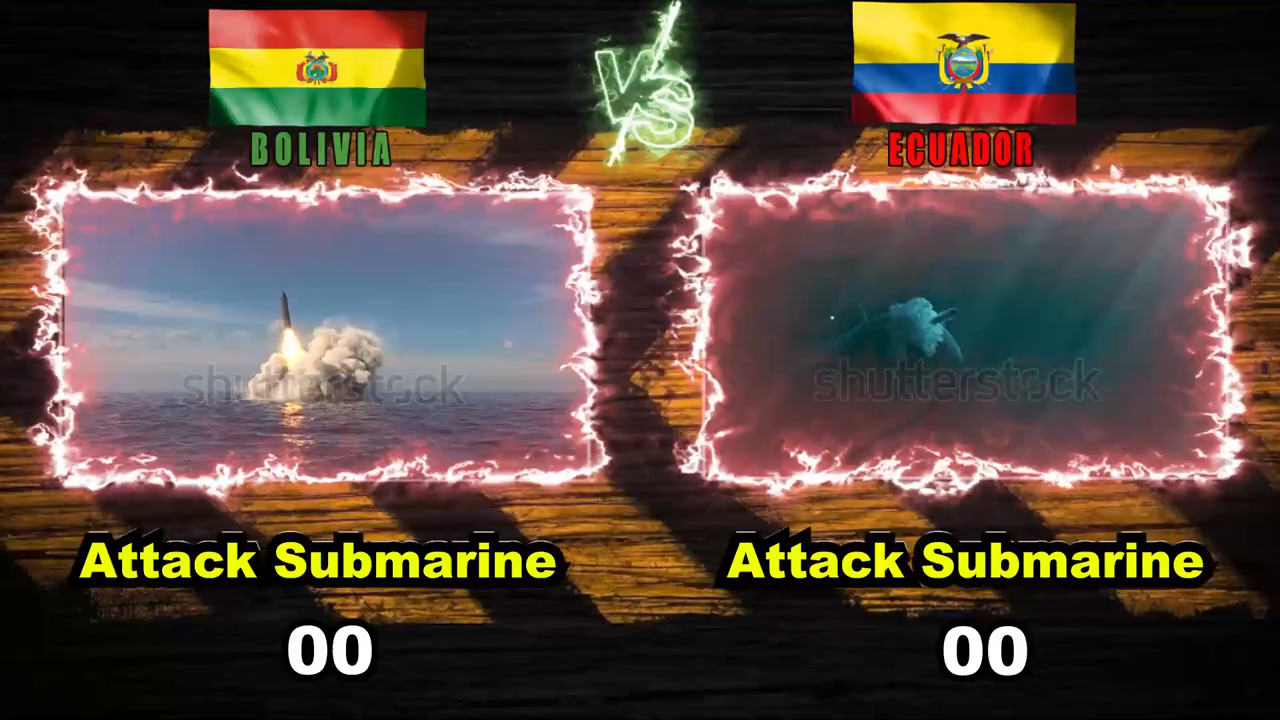 VS
BOLIVIA
ECUADOR
shutterstock
shutterstock
Attack Submarine
Attack Submarine
00
00